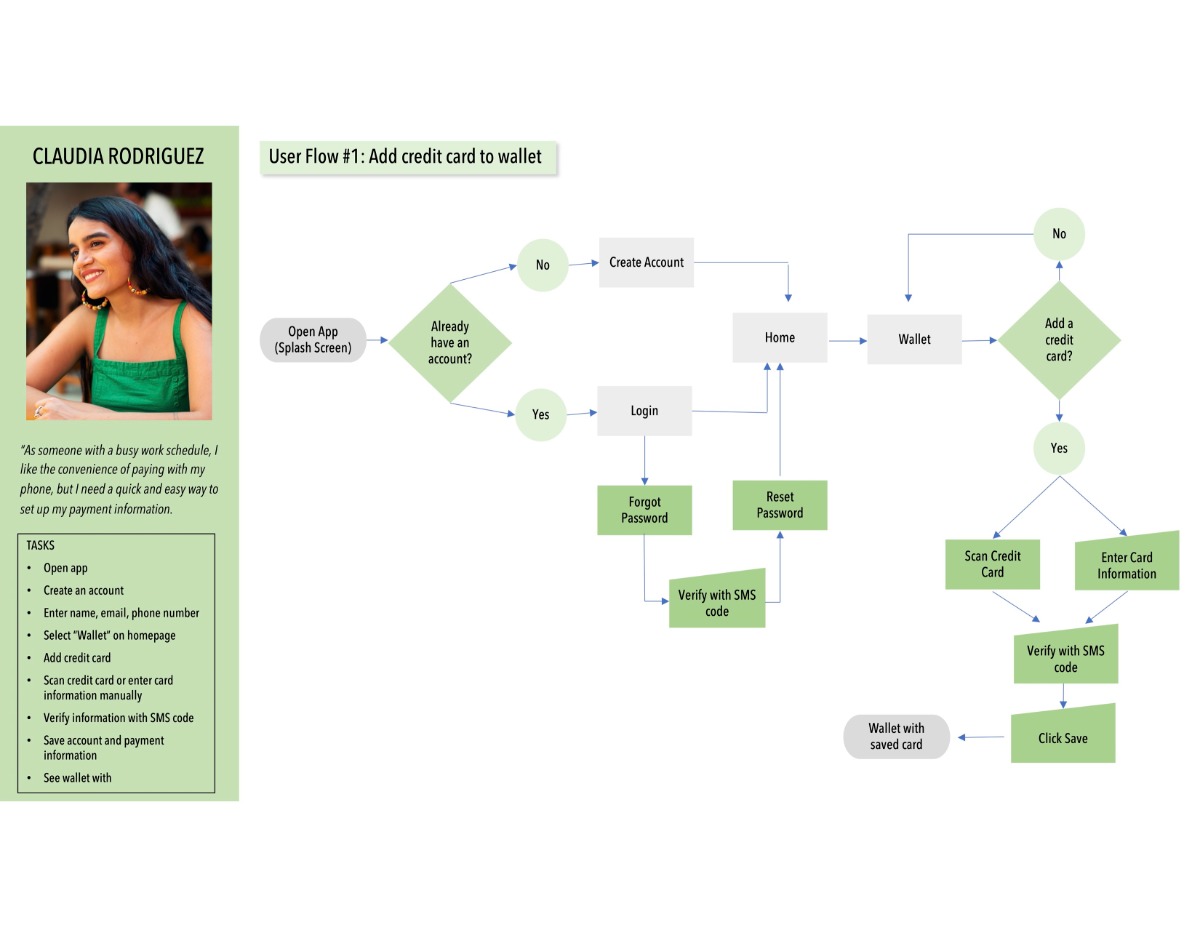 CLAUDIA RODRIGUEZ
“As someone with a busy work schedule, I
like the convenience of paying with my
phone, but I need a quick and easy way to
set up my payment information.
TASKS
• Open app
• Create an account
• Enter name, email, phone number
• Select “Wallet” on homepage
• Add credit card
• Scan credit card or enter card
information manually
• Verify information with SMS code
• Save account and payment
information
• See wallet with
User Flow #1: Add credit card to wallet
Open App
(Splash Screen)
Already
have an
account?
No
Create Account
Yes
Login
Forgot
Password
Verify with SMS
code
Reset
Password
Home
Wallet
Add a
credit
card?
No
Yes
Scan Credit
Card
Enter Card
Information
Verify with SMS
code
Click Save
Wallet with
saved card